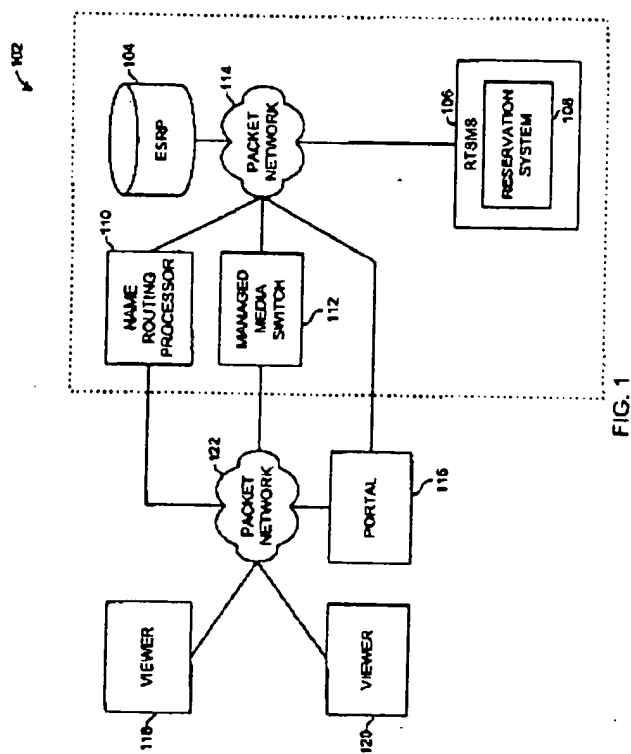 102
104
ESRP
114
PACKET
NETWORK
106
RTSMS
RESERVATION
SYSTEM
108
110
NAME
ROUTING
PROCESSOR
MANAGED
MEDIA
SWITCH
112
122
PACKET
NETWORK
PORTAL
116
VIEWER
118
VIEWER
120
FIG. 1